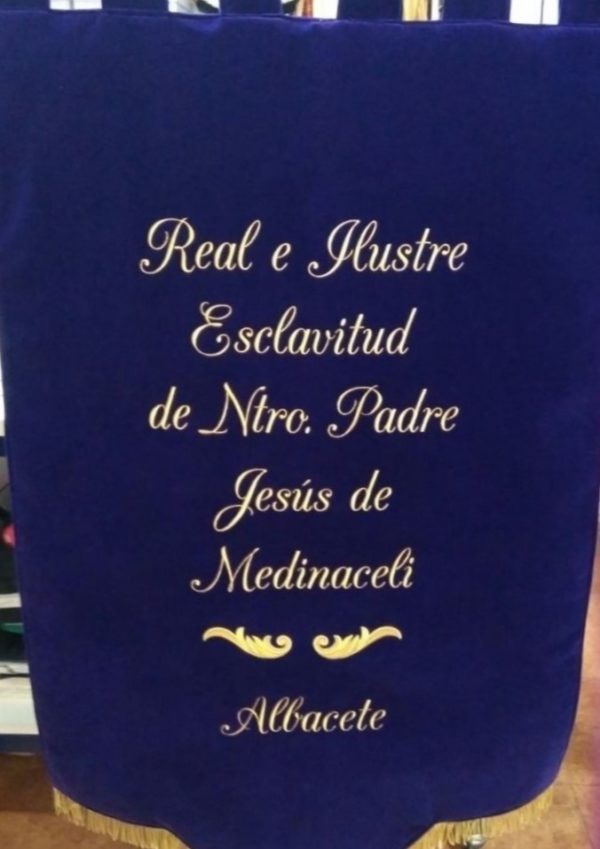 Real e Ilustre
Esclavitud
de Ntro. Padre
Jesús de
Medinaceli
Albacete